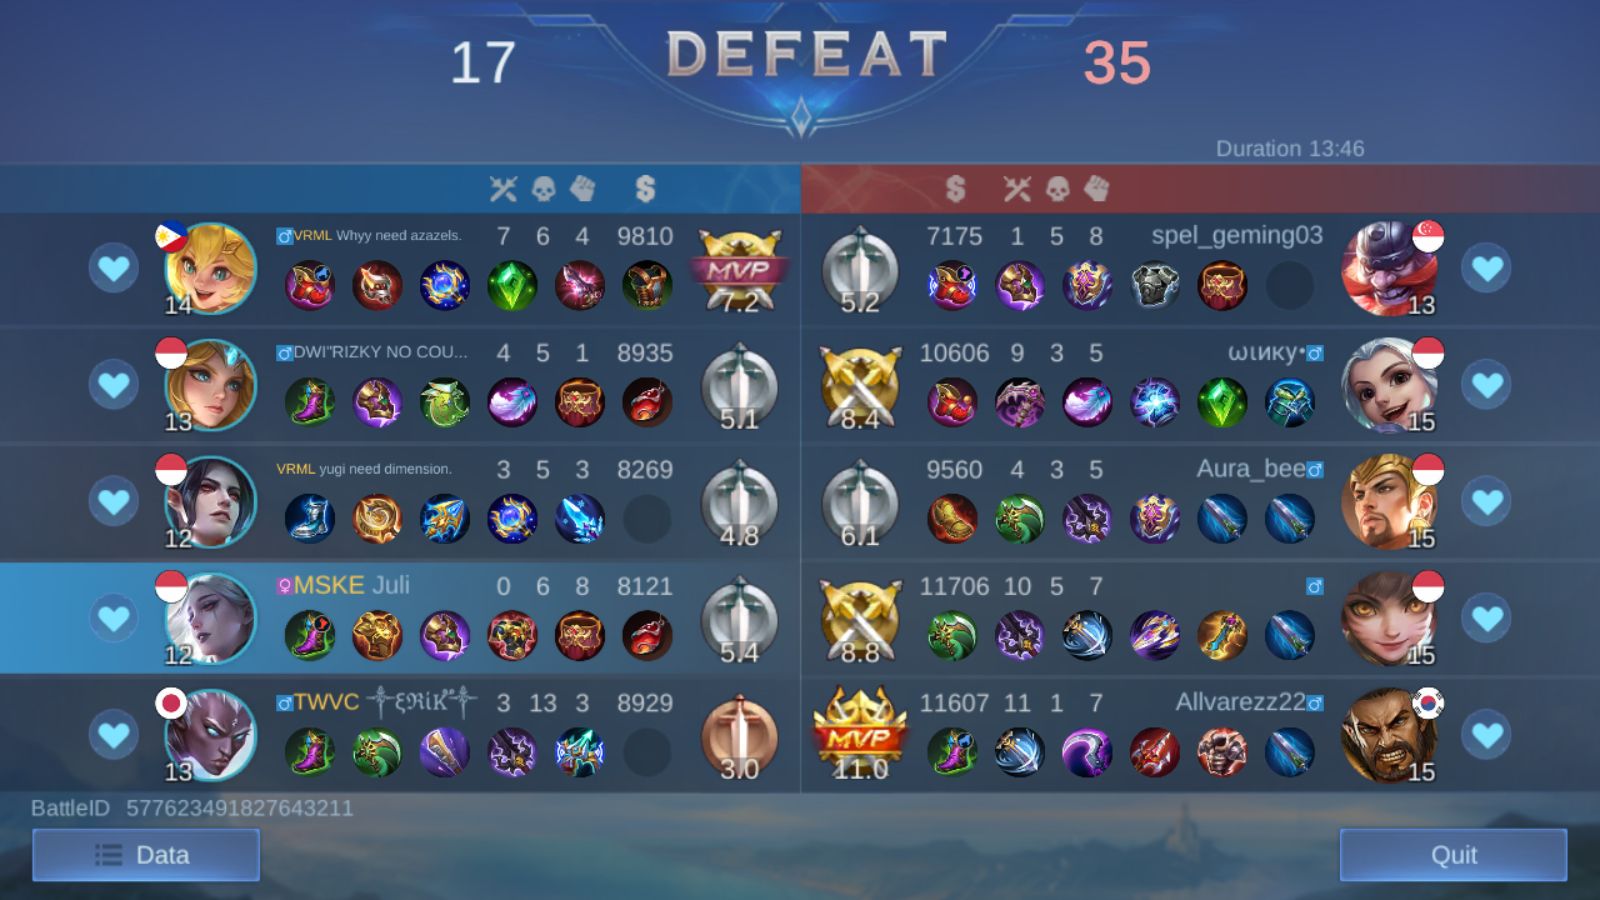 17 DEFEAT 35
Duration 13:46
VRML Whyy need azazels. 7 6 4 9810
14
MVP
7.2
7175 1 5 8 spel_geming03
5.2
13
DWI"RIZKY NO COU... 4 5 1 8935
13
5.1
10606 9 3 5 ωιиκу•
8.4
15
VRML yugi need dimension. 3 5 3 8269
12
4.8
9560 4 3 5 Aura_bee
6.1
15
MSKE Juli 0 6 8 8121
12
5.4
11706 10 5 7
8.8
15
TWVC ༒ξℜiK༒ 3 13 3 8929
13
3.0
11607 11 1 7 Allvarezz22
MVP
11.0
15
BattleID 577623491827643211
Data
Quit